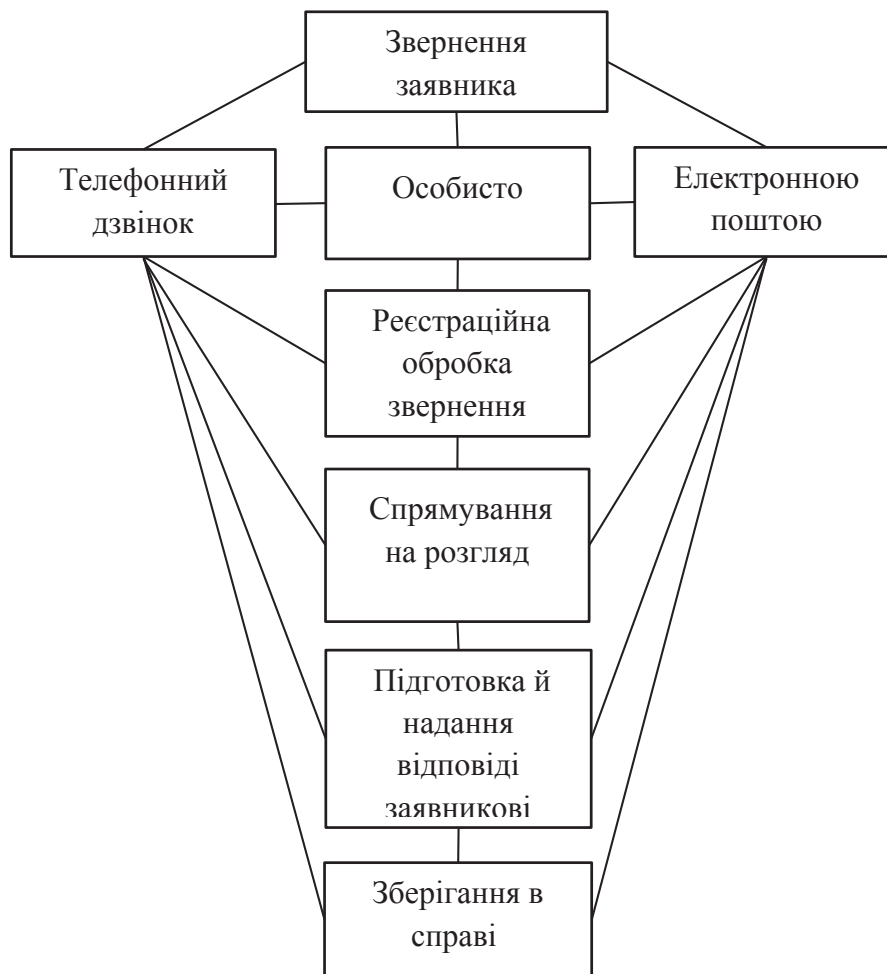 Звернення
заявника
Телефонний
дзвінок
Особисто
Електронною
поштою
Реєстраційна
обробка
звернення
Спрямування
на розгляд
Підготовка й
надання
відповіді
заявникові
Зберігання в
справі